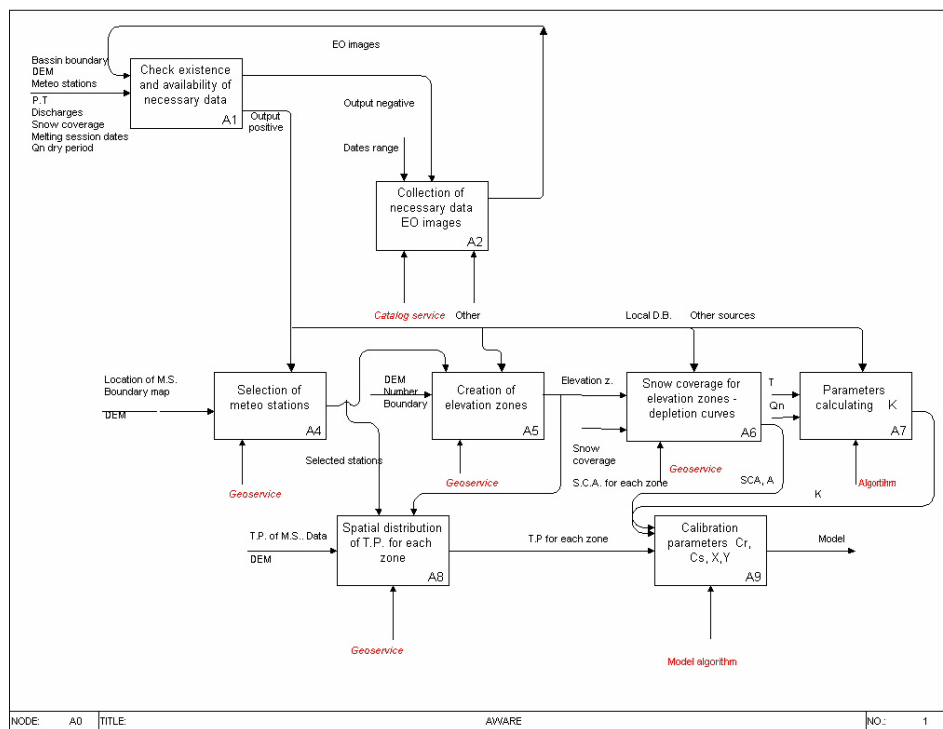 EO images
Bassin boundary
DEM
Meteo stations
P.T
Discharges
Snow coverage
Melting session dates
Qn dry period
Check existence
and availability of
necessary data
A1
Output
positive
Output negative
Dates range
Collection of
necessary data
EO images
A2
Catalog service
Other
Local D.B.
Other sources
Location of M.S.
Boundary map
DEM
Selection of
meteo stations
A4
Geoservice
Selected stations
DEM
Number
Boundary
Creation of
elevation zones
A5
Geoservice
Elevation z.
Snow coverage for
elevation zones -
depletion curves
A6
Snow
coverage
Geoservice
S.C.A. for each zone
SCA, A
T
Qn
Parameters
calculating K
A7
Algortihm
K
T.P. of M.S.. Data
DEM
Spatial distribution
of T.P. for each
zone
A8
Geoservice
T.P for each zone
Calibration
parameters Cr,
Cs, X,Y
A9
Model algorithm
Model
NODE: A0 TITLE: AWARE NO.: 1